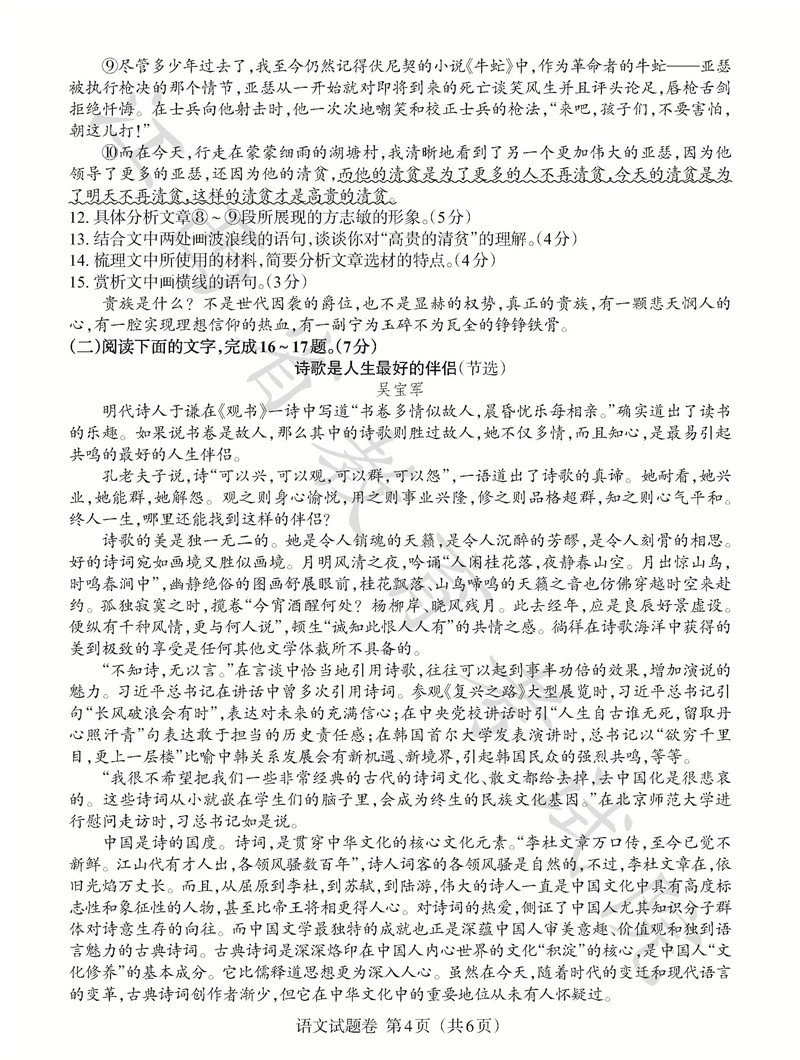 ⑨尽管多少年过去了,我至今仍然记得伏尼契的小说《牛虻》中,作为革命者的牛虻——亚瑟
被执行枪决的那个情节,亚瑟从一开始就对即将到来的死亡谈笑风生并且评头论足,唇枪舌剑
拒绝忏悔。在士兵向他射击时,他一次次地嘲笑和校正士兵的枪法,“来吧,孩子们,不要害怕,
朝这儿打!”
⑩而在今天,行走在蒙蒙细雨的湖塘村,我清晰地看到了另一个更加伟大的亚瑟,因为他
领导了更多的亚瑟,还因为他的清贫,而他的清贫是为了更多的人不再清贫,今天的清贫是为
了明天不再清贫,这样的清贫才是高贵的清贫。
12. 具体分析文章⑧~⑨段所展现的方志敏的形象。(5分)
13. 结合文中两处画波浪线的语句,谈谈你对“高贵的清贫”的理解。(4分)
14. 梳理文中所使用的材料,简要分析文章选材的特点。(4分)
15. 赏析文中画横线的语句。(3分)
贵族是什么? 不是世代因袭的爵位,也不是显赫的权势,真正的贵族,有一颗悲天悯人的
心,有一腔实现理想信仰的热血,有一副宁为玉碎不为瓦全的铮铮铁骨。
(二)阅读下面的文字,完成16~17题。(7分)
诗歌是人生最好的伴侣(节选)
吴宝军
明代诗人于谦在《观书》一诗中写道“书卷多情似故人,晨昏忧乐每相亲。”确实道出了读书
的乐趣。如果说书卷是故人,那么其中的诗歌则胜过故人,她不仅多情,而且知心,是最易引起
共鸣的最好的人生伴侣。
孔老夫子说,诗“可以兴,可以观,可以群,可以怨”,一语道出了诗歌的真谛。她耐看,她兴
业,她能群,她解怨。观之则身心愉悦,用之则事业兴隆,修之则品格超群,知之则心气平和。
终人一生,哪里还能找到这样的伴侣?
诗歌的美是独一无二的。她是令人销魂的天籁,是令人沉醉的芳醪,是令人刻骨的相思。
好的诗词宛如画境又胜似画境。月明风清之夜,吟诵“人闲桂花落,夜静春山空。月出惊山鸟,
时鸣春涧中”,幽静绝俗的图画舒展眼前,桂花飘落、山鸟啼鸣的天籁之音也仿佛穿越时空来赴
约。孤独寂寞之时,揽卷“今宵酒醒何处? 杨柳岸、晓风残月。此去经年,应是良辰好景虚设。
便纵有千种风情,更与何人说”,顿生“诚知此恨人人有”的共情之感。徜徉在诗歌海洋中获得的
美到极致的享受是任何其他文学体裁所不具备的。
“不知诗,无以言。”在言谈中恰当地引用诗歌,往往可以起到事半功倍的效果,增加演说的
魅力。习近平总书记在讲话中曾多次引用诗词。参观《复兴之路》大型展览时,习近平总书记引
句“长风破浪会有时”,表达对未来的充满信心;在中央党校讲话时引“人生自古谁无死,留取丹
心照汗青”句表达敢于担当的历史责任感;在韩国首尔大学发表演讲时,总书记以“欲穷千里
目,更上一层楼”比喻中韩关系发展会有新机遇、新境界,引起韩国民众的强烈共鸣,等等。
“我很不希望把我们一些非常经典的古代的诗词文化、散文都给去掉,去中国化是很悲哀
的。这些诗词从小就嵌在学生们的脑子里,会成为终生的民族文化基因。”在北京师范大学进
行慰问走访时,习总书记如是说。
中国是诗的国度。诗词,是贯穿中华文化的核心文化元素。“李杜文章万口传,至今已觉不
新鲜。江山代有才人出,各领风骚数百年”,诗人词客的各领风骚是自然的,不过,李杜文章在,依
旧光焰万丈长。而且,从屈原到李杜,到苏轼,到陆游,伟大的诗人一直是中国文化中具有高度标
志性和象征性的人物,甚至比帝王将相更得人心。对诗词的热爱,侧证了中国人尤其知识分子群
体对诗意生存的向往。而中国文学最独特的成就也正是深蕴中国人审美意趣、价值观和独到语
言魅力的古典诗词。古典诗词是深深烙印在中国人内心世界的文化“积淀”的核心,是中国人“文
化修养”的基本成分。它比儒释道思想更为深入人心。虽然在今天,随着时代的变迁和现代语言
的变革,古典诗词创作者渐少,但它在中华文化中的重要地位从未有人怀疑过。
语文试题卷 第4页(共6页)
江西省教育考试院